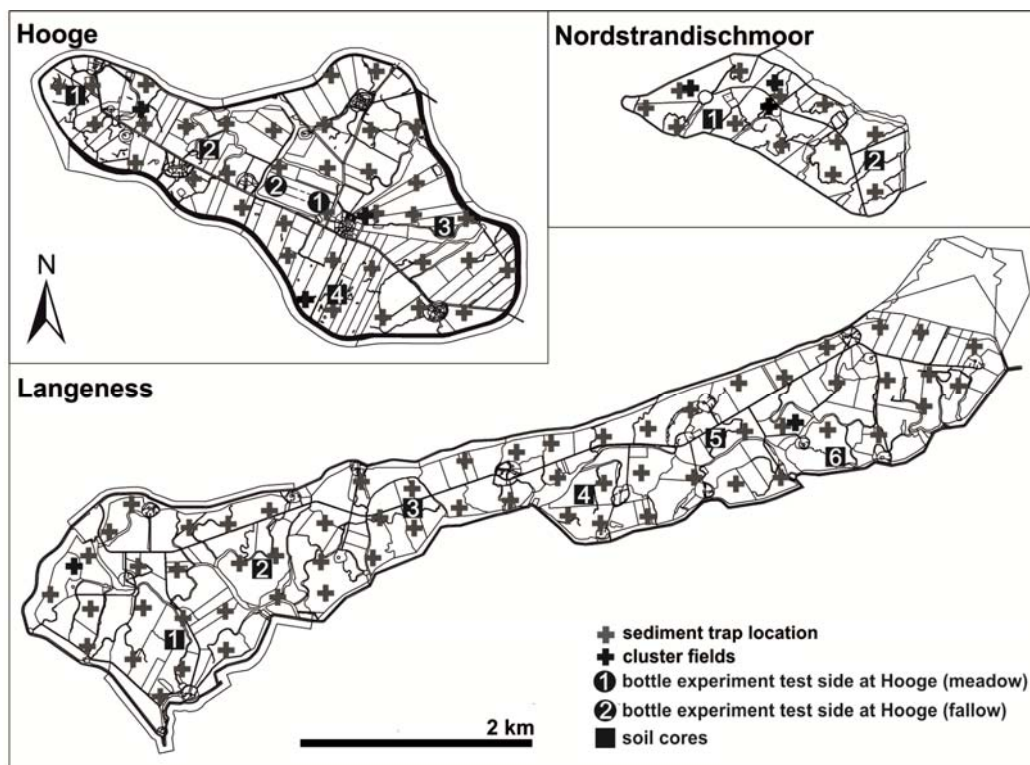 Hooge
1
2
2
1
3
4
N
Nordstrandischmoor
1
2
Langeness
1
2
3
4
5
6
sediment trap location
cluster fields
1 bottle experiment test side at Hooge (meadow)
2 bottle experiment test side at Hooge (fallow)
soil cores
2 km